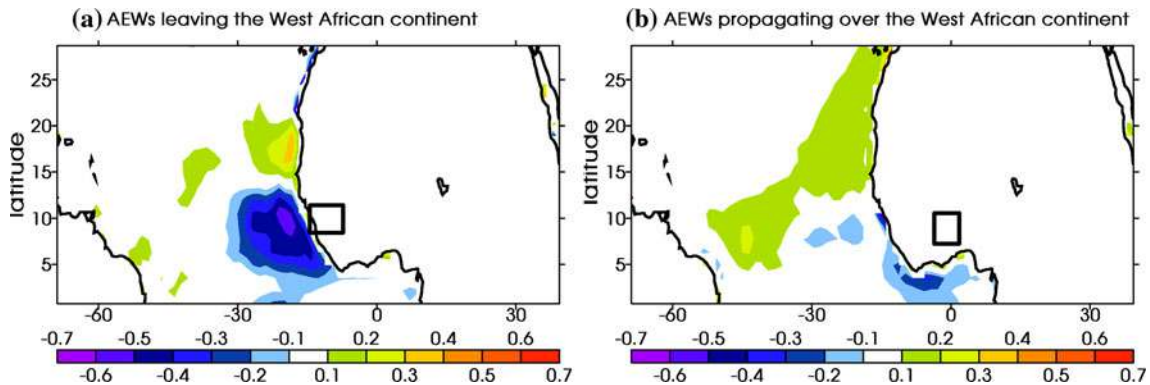 (a) AEWs leaving the West African continent
(b) AEWs propagating over the West African continent
latitude
25
20
15
10
5
-60 -30 0 30
-0.7 -0.5 -0.3 -0.1 0.2 0.4 0.6
-0.6 -0.4 -0.2 0.1 0.3 0.5 0.7
latitude
25
20
15
10
5
-60 -30 0 30
-0.7 -0.5 -0.3 -0.1 0.2 0.4 0.6
-0.6 -0.4 -0.2 0.1 0.3 0.5 0.7